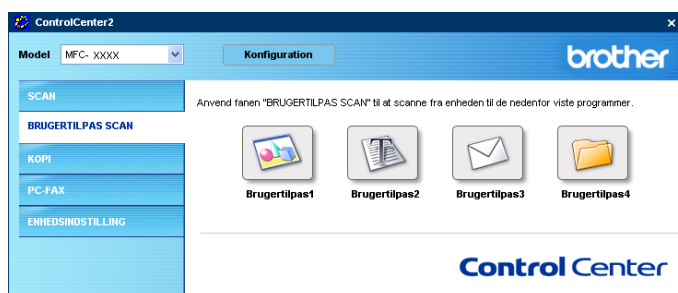 ControlCenter2
Model MFC- XXXX Konfiguration brother
SCAN
Anvend fanen "BRUGERTILPAS SCAN" til at scanne fra enheden til de nedenfor viste programmer.
BRUGERTILPAS SCAN
KOPI
PC-FAX
ENHEDSINDSTILLING
Brugertilpas1 Brugertilpas2 Brugertilpas3 Brugertilpas4
Control Center